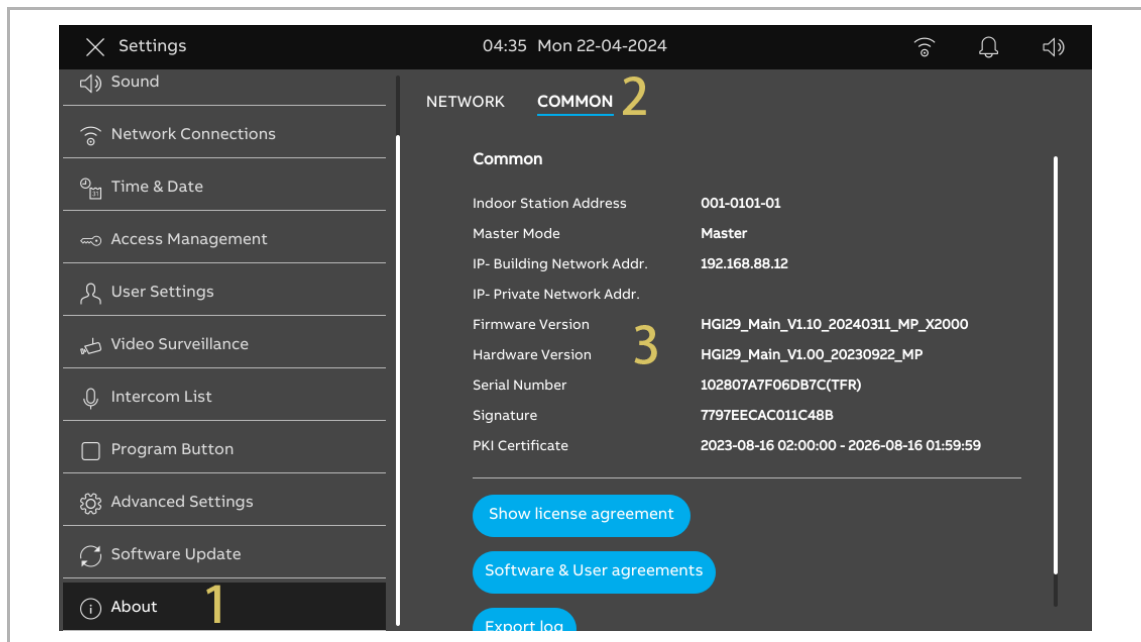 Settings
04:35 Mon 22-04-2024
Sound
Network Connections
Time & Date
31
Access Management
User Settings
Video Surveillance
Intercom List
Program Button
Advanced Settings
Software Update
About
1
NETWORK COMMON 2
Common
Indoor Station Address 001-0101-01
Master Mode Master
IP- Building Network Addr. 192.168.88.12
IP- Private Network Addr.
Firmware Version HGI29_Main_V1.10_20240311_MP_X2000
3
Hardware Version HGI29_Main_V1.00_20230922_MP
Serial Number 102807A7F06DB7C(TFR)
Signature 7797EECAC011C48B
PKI Certificate 2023-08-16 02:00:00 - 2026-08-16 01:59:59
Show license agreement
Software & User agreements
Export log